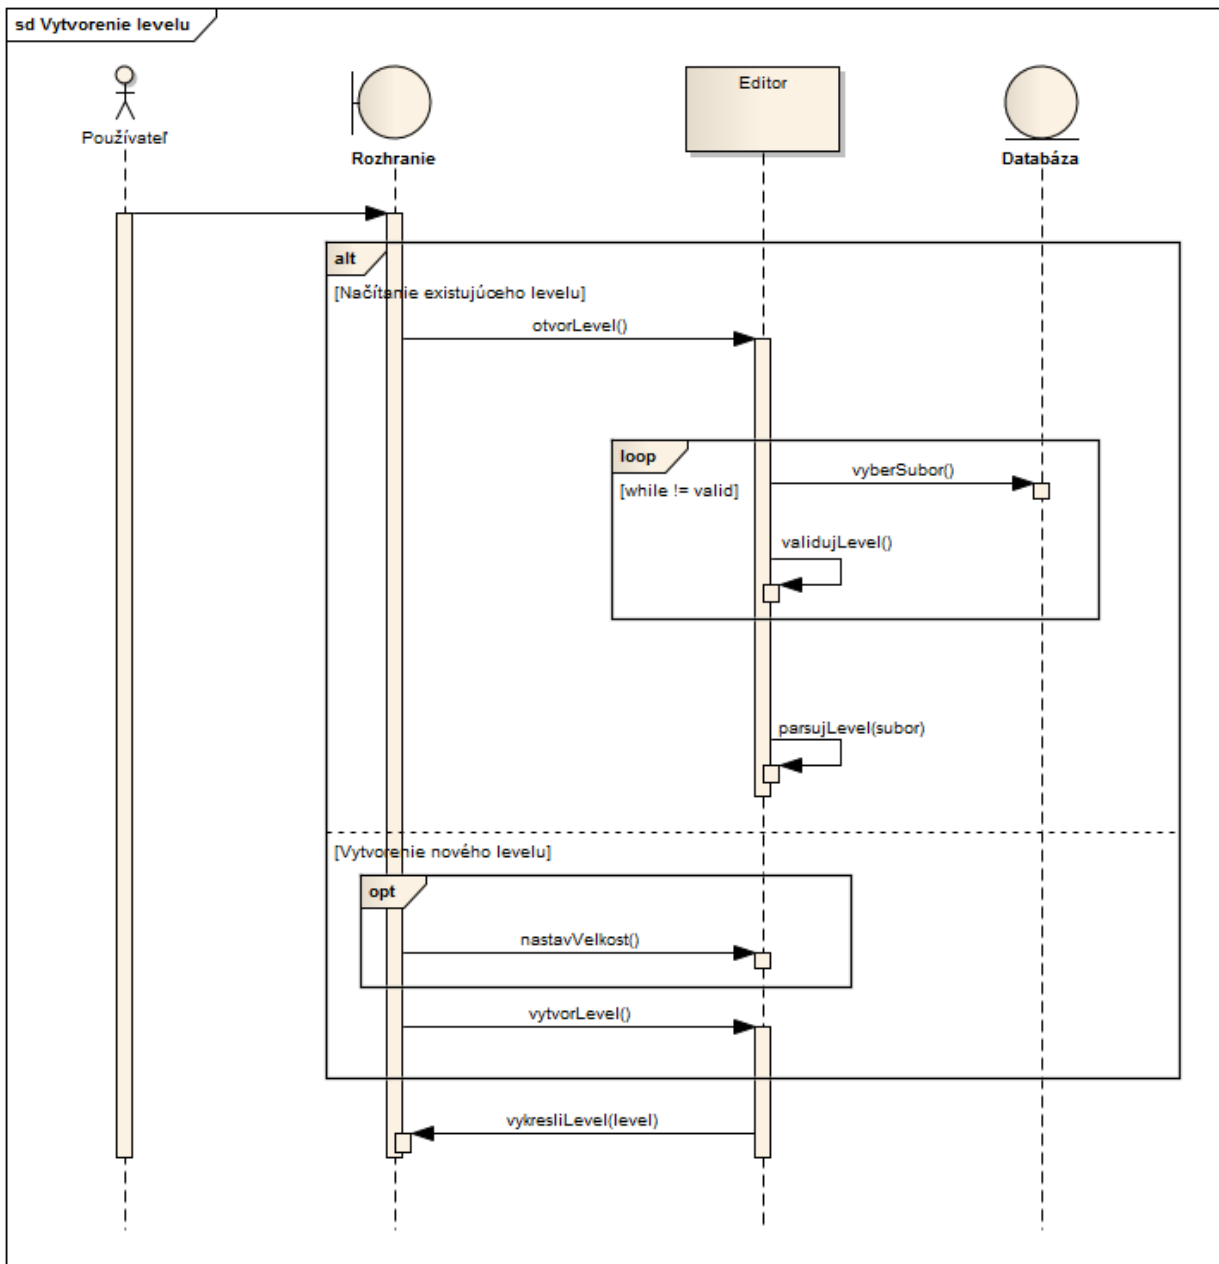 sd Vytvorenie levelu
Používateľ
Rozhranie
Editor
Databáza
alt
[Načítanie existujúceho levelu]
otvorLevel()
loop
[while != valid]
vyberSubor()
validujLevel()
parsujLevel(subor)
[Vytvorenie nového levelu]
opt
nastavVelkost()
vytvorLevel()
vykresliLevel(level)